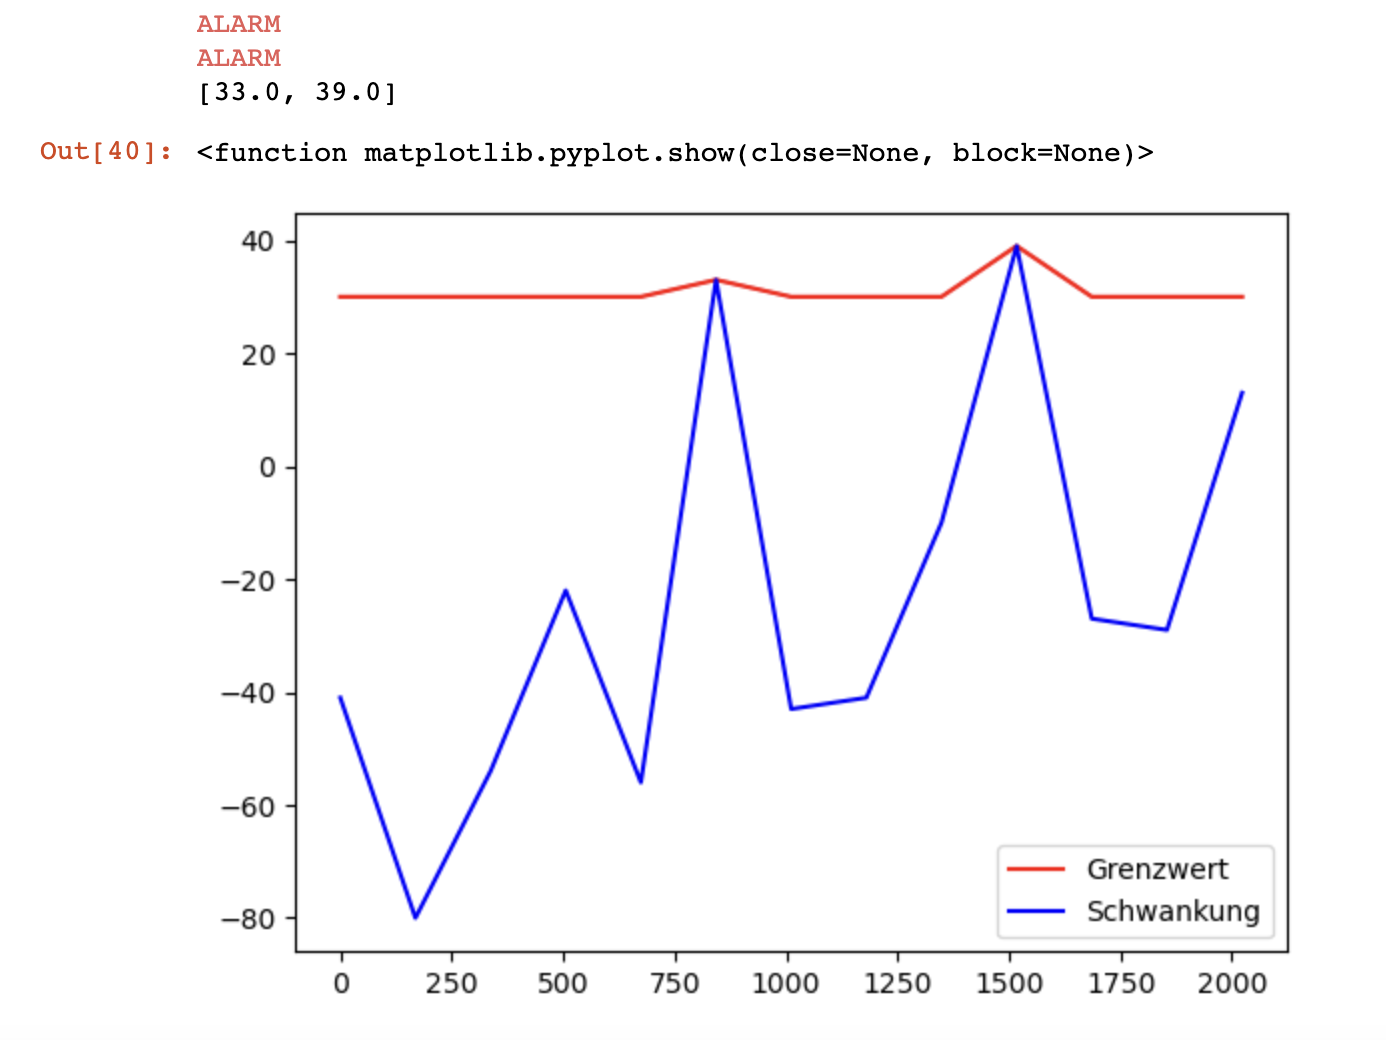 ALARM
ALARM
[33.0, 39.0]
Out[40]: <function matplotlib.pyplot.show(close=None, block=None)>
40
20
0
−20
−40
−60
−80
Grenzwert
Schwankung
0 250 500 750 1000 1250 1500 1750 2000